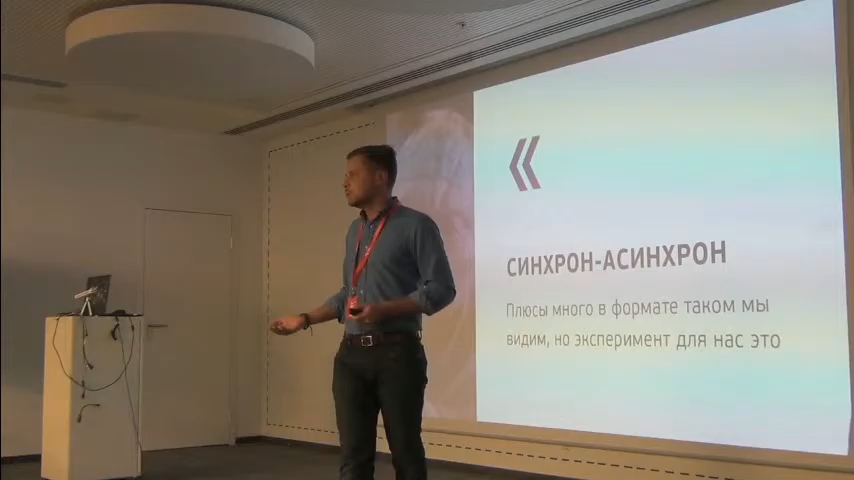 СИНХРОН-АСИНХРОН
Плюсы много в формате таком мы
видим, но эксперимент для нас это